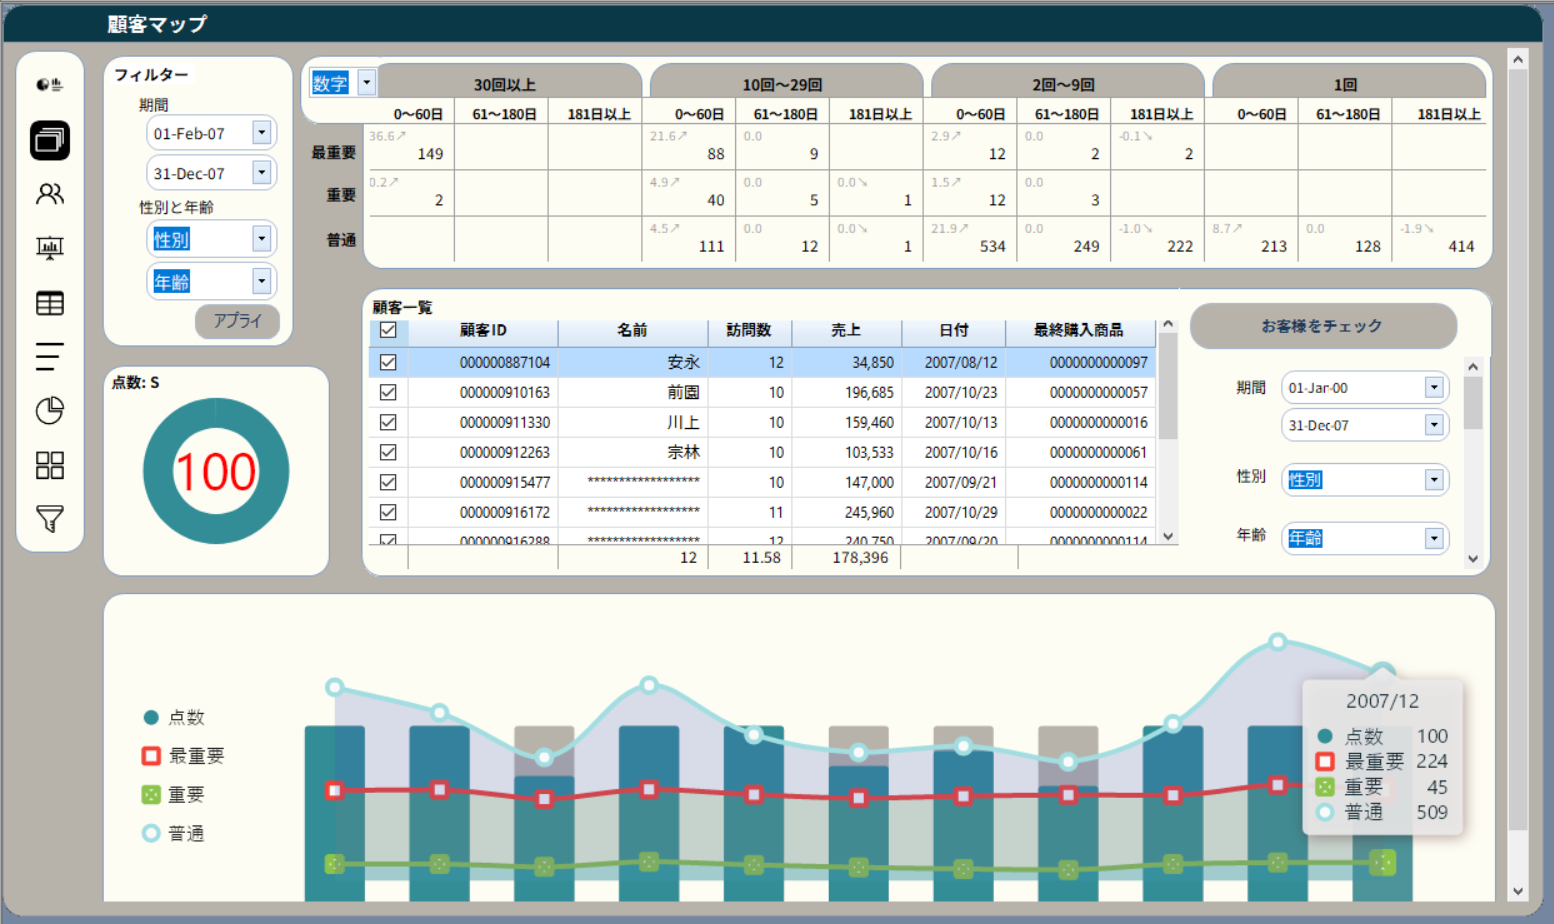 顧客マップ
フィルター
期間
01-Feb-07
31-Dec-07
性別と年齢
性別
年齢
アプライ
点数: S
100
数字 30回以上 10回〜29回 2回〜9回 1回
0〜60日 61〜180日 181日以上 0〜60日 61〜180日 181日以上 0〜60日 61〜180日 181日以上 0〜60日 61〜180日 181日以上
36.6↗ 21.6↗ 0.0 2.9↗ 0.0 -0.1↘
最重要 149 88 9 12 2 2
0.2↗ 4.9↗ 0.0 0.0↘ 1.5↗ 0.0
重要 2 40 5 1 12 3
4.5↗ 0.0 0.0↘ 21.9↗ 0.0 -1.0↘ 8.7↗ 0.0 -1.9↘
普通 111 12 1 534 249 222 213 128 414
顧客一覧
顧客ID 名前 訪問数 売上 日付 最終購入商品
000000887104 安永 12 34,850 2007/08/12 0000000000097
000000910163 前園 10 196,685 2007/10/23 0000000000057
000000911330 川上 10 159,460 2007/10/13 0000000000016
000000912263 宗林 10 103,533 2007/10/16 0000000000061
000000915477 ****************** 10 147,000 2007/09/21 0000000000114
000000916172 ****************** 11 245,960 2007/10/29 0000000000022
000000916288 ****************** 12 240,750 2007/09/20 0000000000114
12 11.58 178,396
お客様をチェック
期間 01-Jan-00
31-Dec-07
性別 性別
年齢 年齢
点数
最重要
重要
普通
2007/12
点数 100
最重要 224
重要 45
普通 509